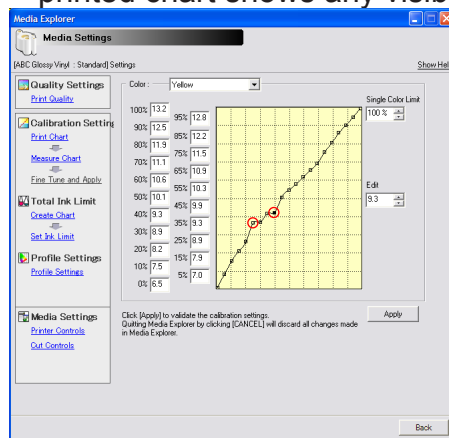 printed chart shows any visib
Media Explorer
Media Settings
[ABC Glossy Vinyl : Standard] Settings
Show Hel
Quality Settings
Print Quality
Calibration Setting
Print Chart
Measure Chart
Fine Tune and Apply
Total Ink Limit
Create Chart
Set Ink Limit
Profile Settings
Profile Settings
Media Settings
Printer Controls
Cut Controls
Color :
Yellow
100% 13.2
95% 12.8
90% 12.5
85% 12.2
80% 11.9
75% 11.5
70% 11.1
65% 10.9
60% 10.6
55% 10.3
50% 10.1
45% 9.9
40% 9.3
35% 9.3
30% 8.9
25% 8.9
20% 8.2
15% 7.9
10% 7.5
5% 7.0
0% 6.5
Single Color Limit
100 %
Edit
9.3
Click [Apply] to validate the calibration settings.
Quitting Media Explorer by clicking [CANCEL] will discard all changes made
in Media Explorer.
Apply
Back